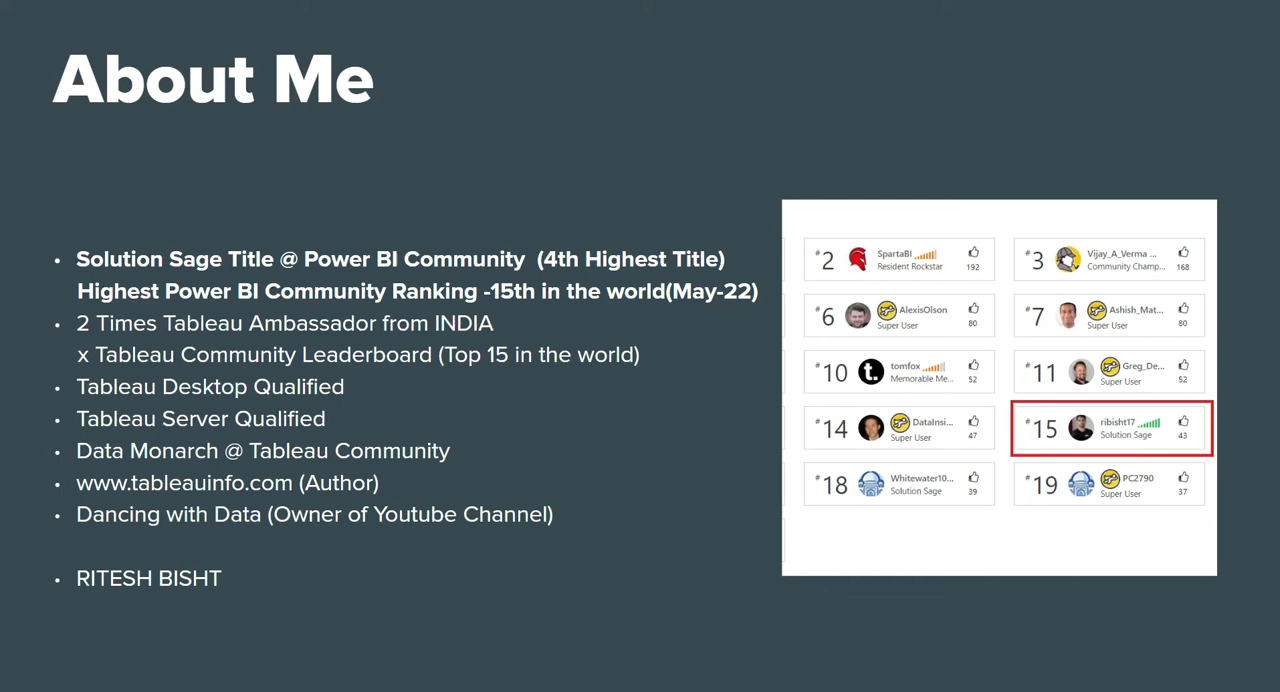 About Me
• Solution Sage Title @ Power BI Community (4th Highest Title)
Highest Power BI Community Ranking -15th in the world(May-22)
• 2 Times Tableau Ambassador from INDIA
x Tableau Community Leaderboard (Top 15 in the world)
• Tableau Desktop Qualified
• Tableau Server Qualified
• Data Monarch @ Tableau Community
• www.tableauinfo.com (Author)
• Dancing with Data (Owner of Youtube Channel)
• RITESH BISHT
#2 SpartaBI
Resident Rockstar 192
#3 Vijay_A_Verma ...
Community Champ... 168
#6 AlexisOlson
Super User 80
#7 Ashish_Mat...
Super User 80
#10 t. tomfox
Memorable Me... 52
#11 Greg_De...
Super User 52
#14 DataInsi...
Super User 47
#15 ribisht17
Solution Sage 43
#18 Whitewater10...
Solution Sage 39
#19 PC2790
Super User 37